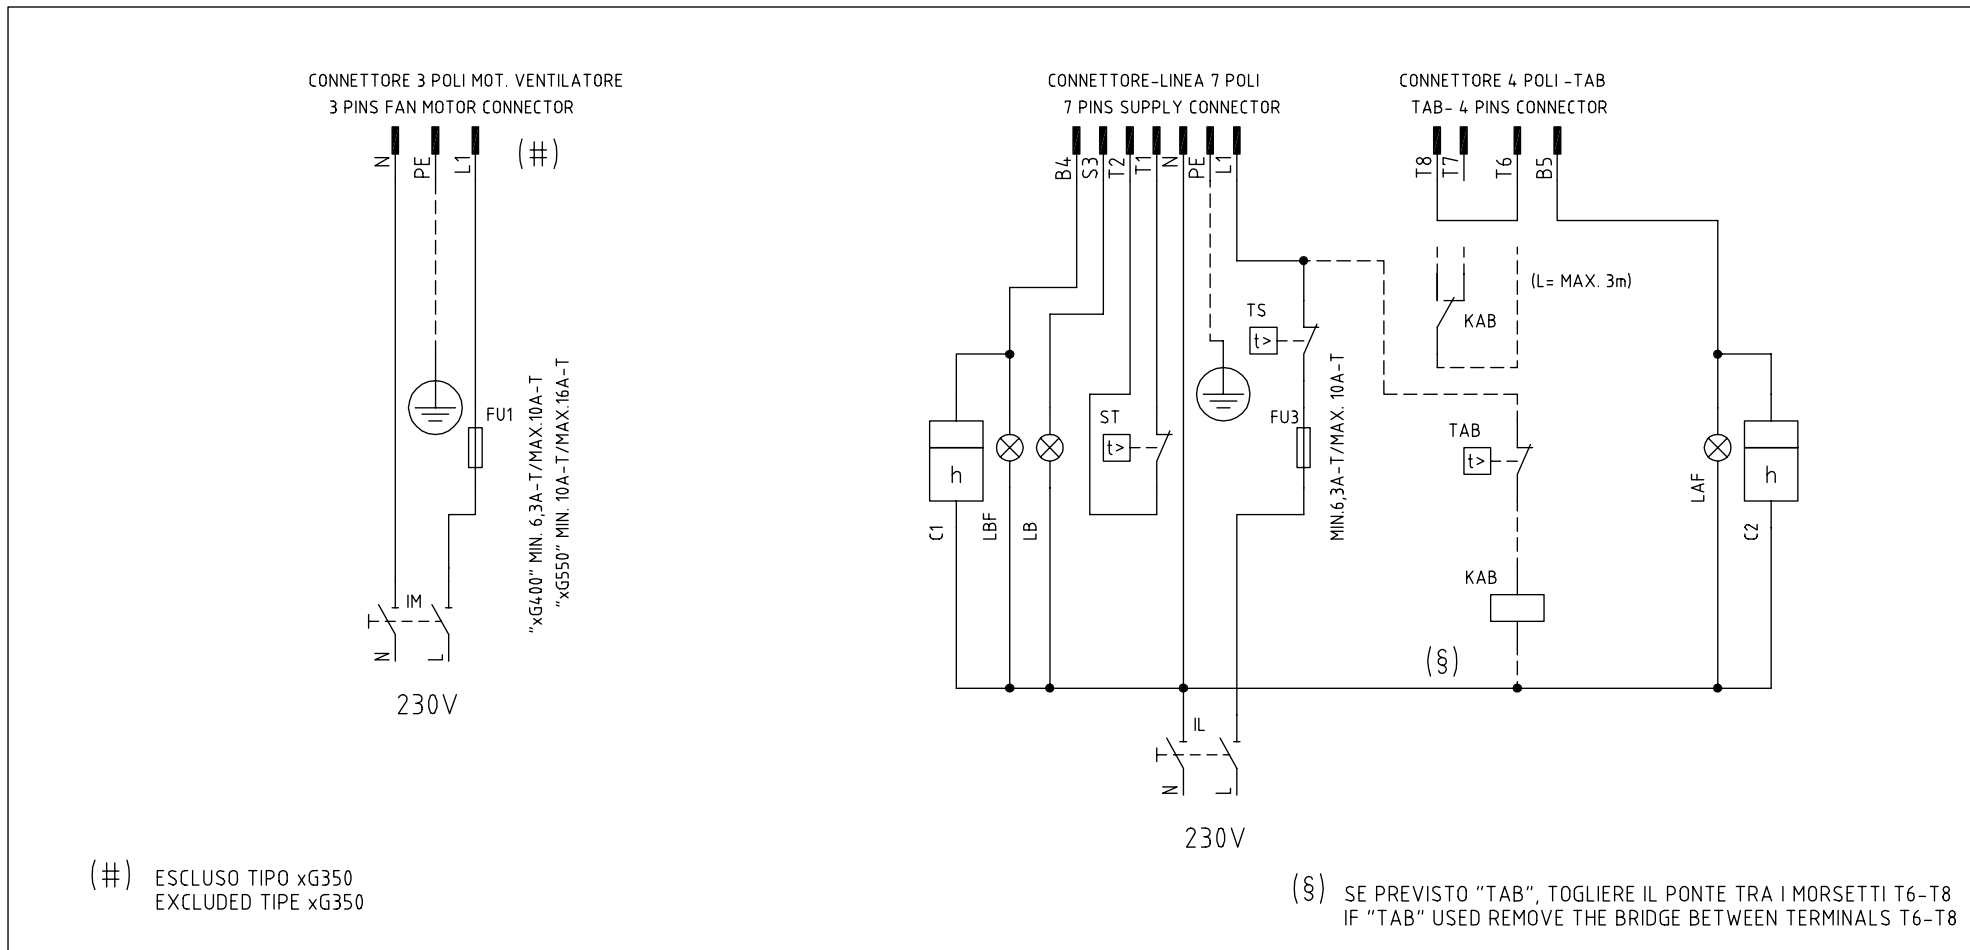 CONNETTORE 3 POLI MOT. VENTILATORE
3 PINS FAN MOTOR CONNECTOR
N
PE
L1
(#)
FU1
"xG400" MIN. 6,3A-T/MAX.10A-T
"xG550" MIN. 10A-T/MAX.16A-T
IM
N
L
230V
CONNETTORE-LINEA 7 POLI
7 PINS SUPPLY CONNECTOR
B4
S3
T2
T1
N
PE
L1
TS
t>
ST
t>
FU3
MIN.6,3A-T/MAX. 10A-T
h
C1
LBF
LB
IL
N
L
230V
CONNETTORE 4 POLI -TAB
TAB- 4 PINS CONNECTOR
T8
T7
T6
B5
(L= MAX. 3m)
KAB
TAB
t>
KAB
(§)
LAF
h
C2
(#) ESCLUSO TIPO xG350
EXCLUDED TIPE xG350
(§) SE PREVISTO "TAB", TOGLIERE IL PONTE TRA I MORSETTI T6-T8
IF "TAB" USED REMOVE THE BRIDGE BETWEEN TERMINALS T6-T8